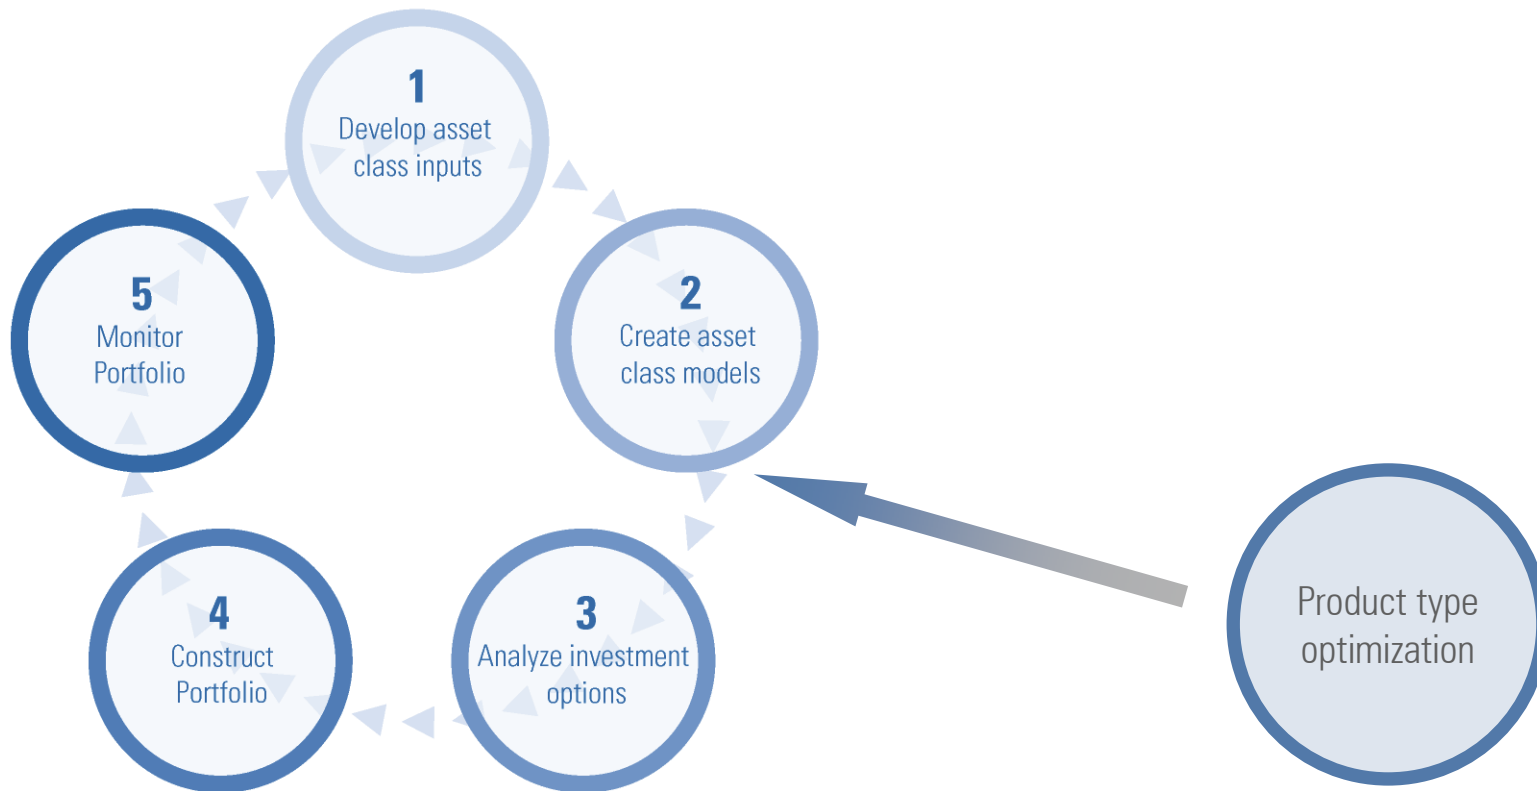 1
Develop asset
class inputs
2
Create asset
class models
3
Analyze investment
options
4
Construct
Portfolio
5
Monitor
Portfolio
Product type
optimization